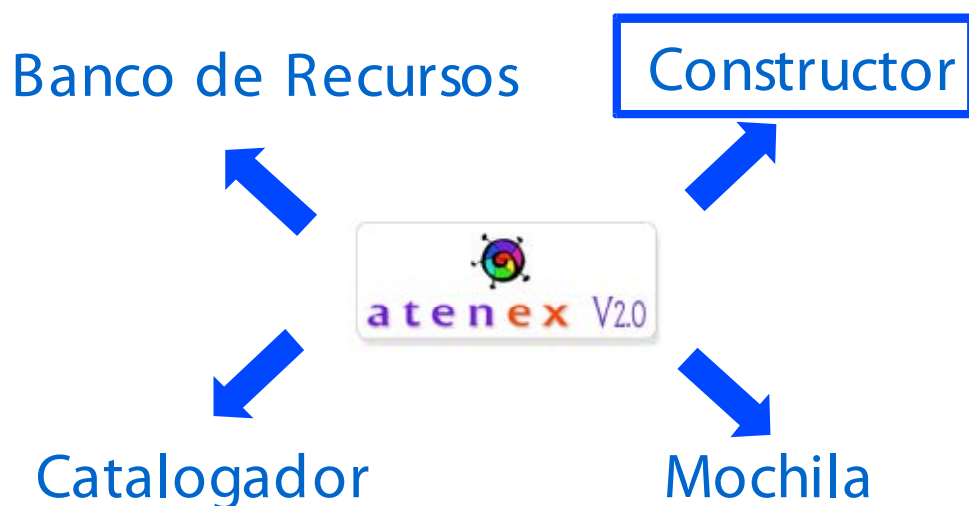 Banco de Recursos
Constructor
atenex V2.0
Catalogador
Mochila